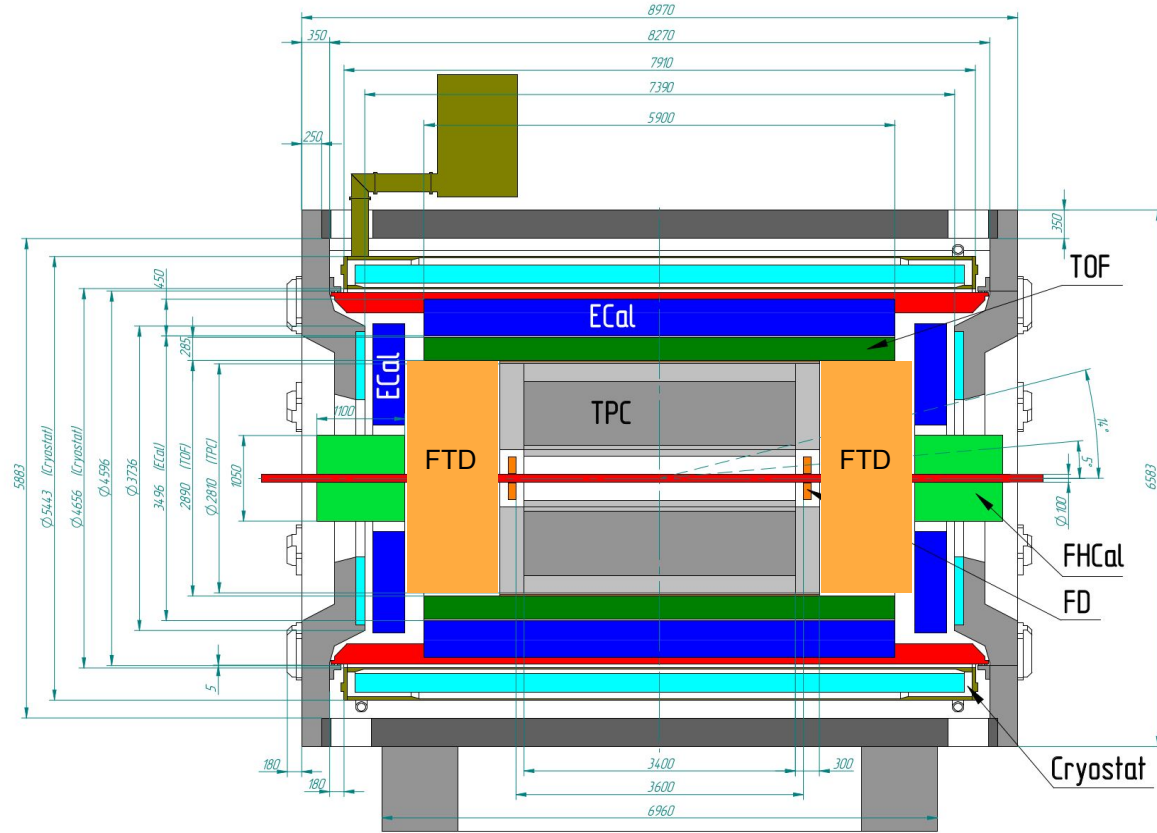 8970
350
8270
7910
7390
5900
250
350
450
TOF
ECal
285
ECal
1100
TPC
14°
FTD
FTD
5°
5883
Ø5443 (Cryostat)
Ø4656 (Cryostat)
Ø4596
Ø3736
3496 (ECal)
2890 (TOF)
Ø2810 (TPC)
1050
Ø100
6583
FHCal
FD
5
180
180
3400
300
3600
6960
Cryostat